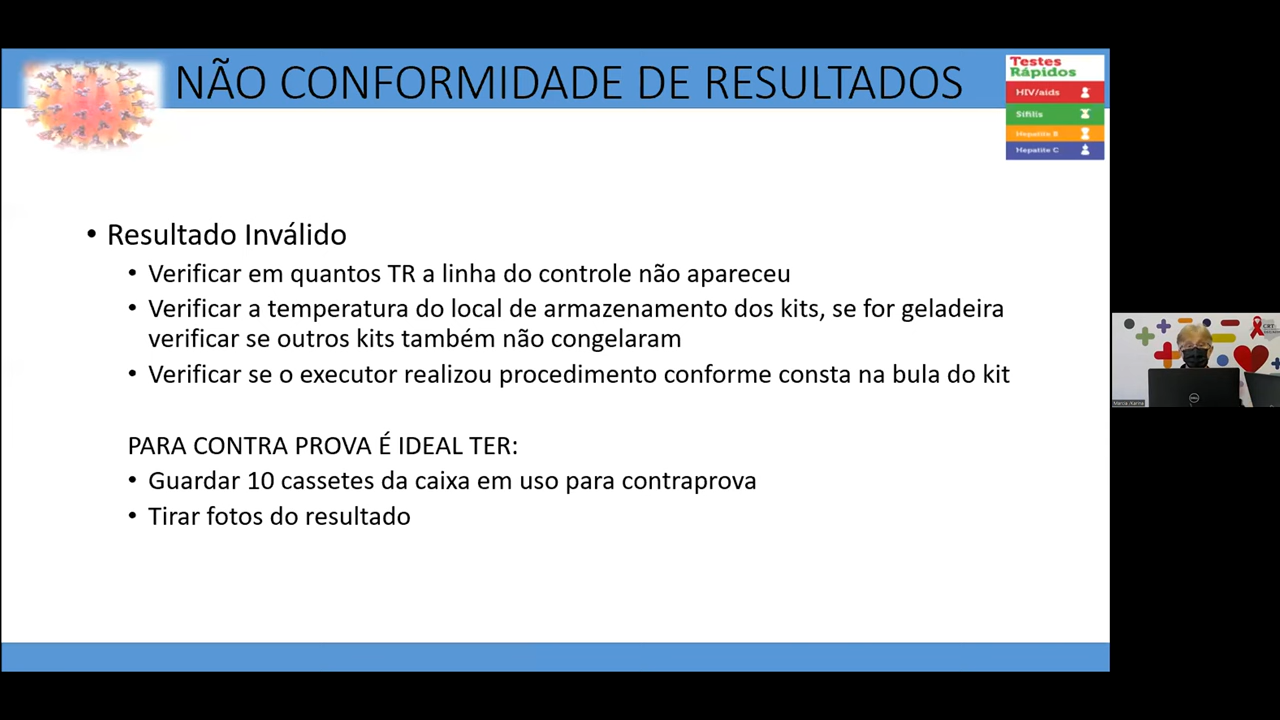 NÃO CONFORMIDADE DE RESULTADOS
Testes
Rápidos
HIV/aids
Sífilis
Hepatite B
Hepatite C
• Resultado Inválido
• Verificar em quantos TR a linha do controle não apareceu
• Verificar a temperatura do local de armazenamento dos kits, se for geladeira
verificar se outros kits também não congelaram
• Verificar se o executor realizou procedimento conforme consta na bula do kit
PARA CONTRA PROVA É IDEAL TER:
• Guardar 10 cassetes da caixa em uso para contraprova
• Tirar fotos do resultado
CRT
DELL